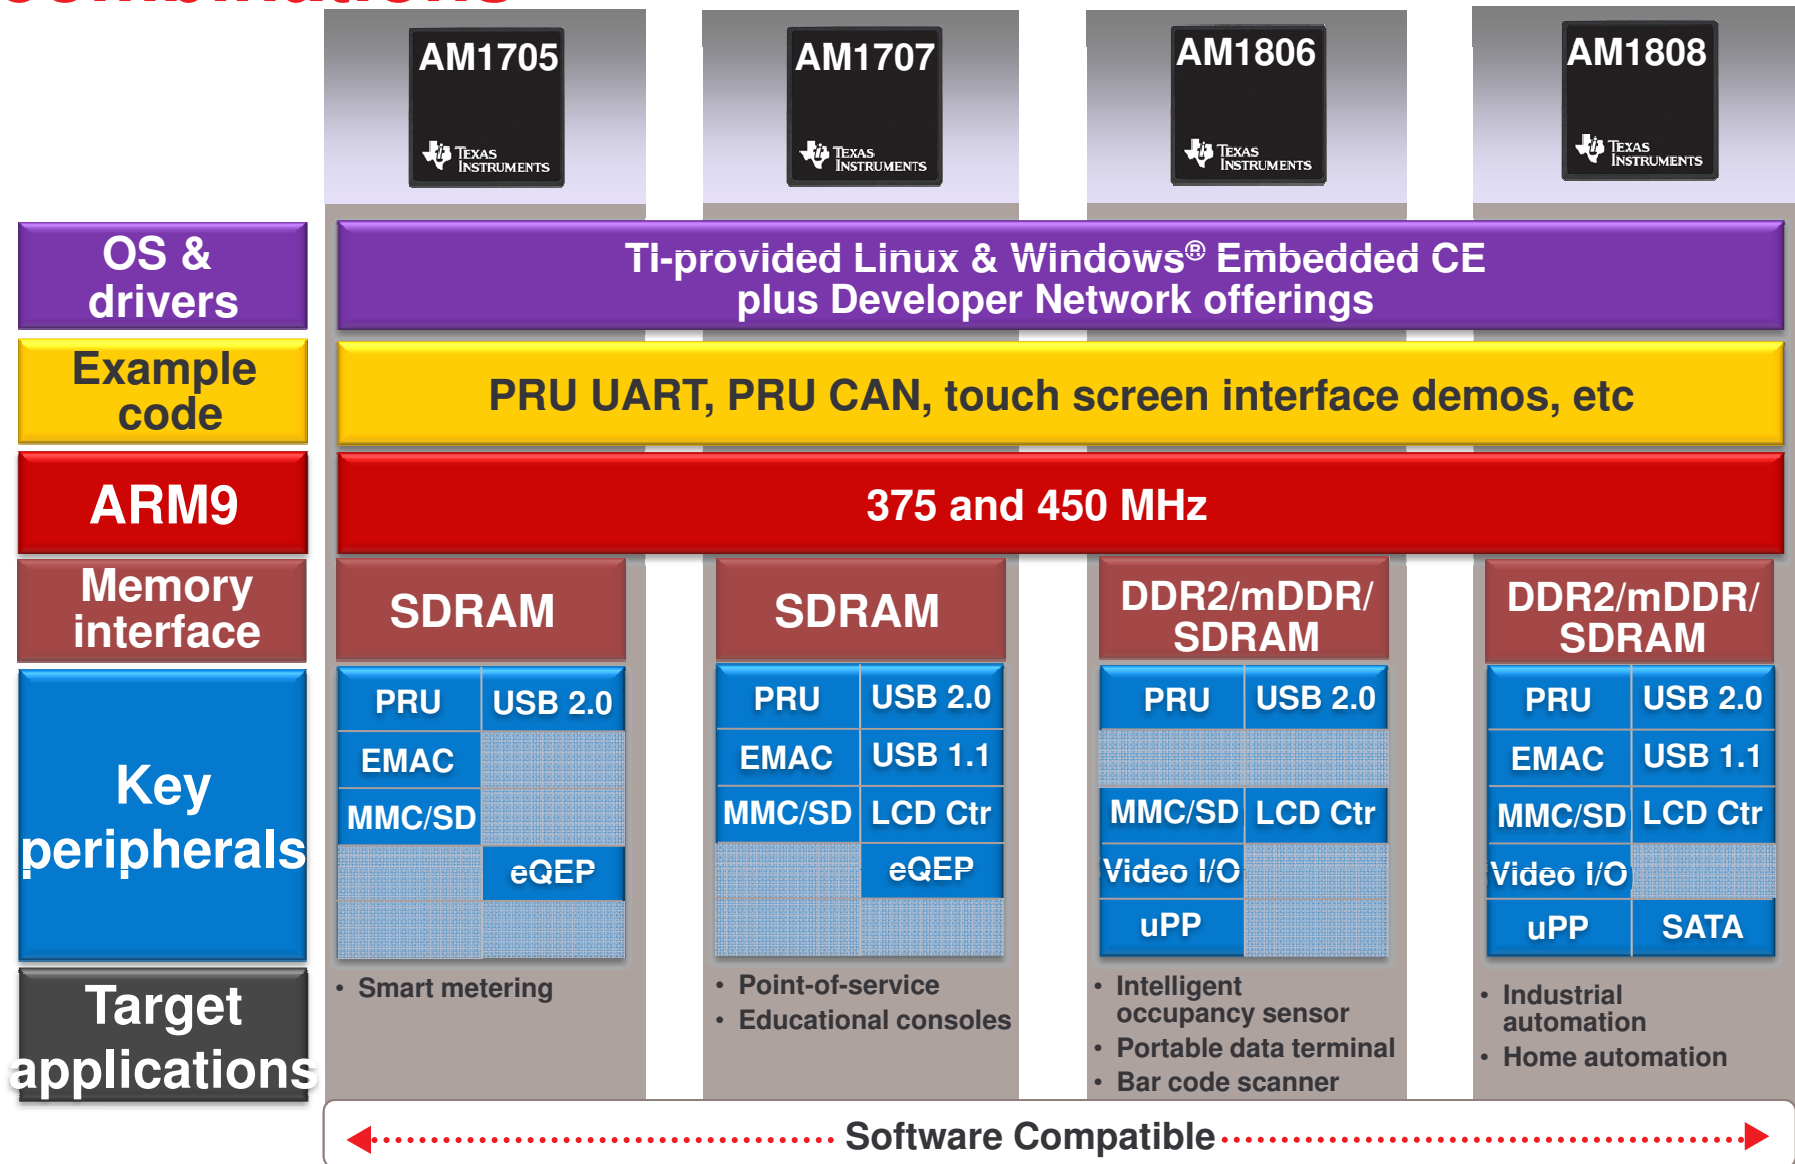 combinations
AM1705
TEXAS
INSTRUMENTS
AM1707
TEXAS
INSTRUMENTS
AM1806
TEXAS
INSTRUMENTS
AM1808
TEXAS
INSTRUMENTS
OS &
drivers
TI-provided Linux & Windows® Embedded CE
plus Developer Network offerings
Example
code
PRU UART, PRU CAN, touch screen interface demos, etc
ARM9
375 and 450 MHz
Memory
interface
SDRAM
SDRAM
DDR2/mDDR/
SDRAM
DDR2/mDDR/
SDRAM
Key
peripherals
PRU USB 2.0
EMAC
MMC/SD
eQEP
PRU USB 2.0
EMAC USB 1.1
MMC/SD LCD Ctr
eQEP
PRU USB 2.0
MMC/SD LCD Ctr
Video I/O
uPP
PRU USB 2.0
EMAC USB 1.1
MMC/SD LCD Ctr
Video I/O
uPP SATA
Target
applications
• Smart metering
• Point-of-service
• Educational consoles
• Intelligent
occupancy sensor
• Portable data terminal
• Bar code scanner
• Industrial
automation
• Home automation
Software Compatible